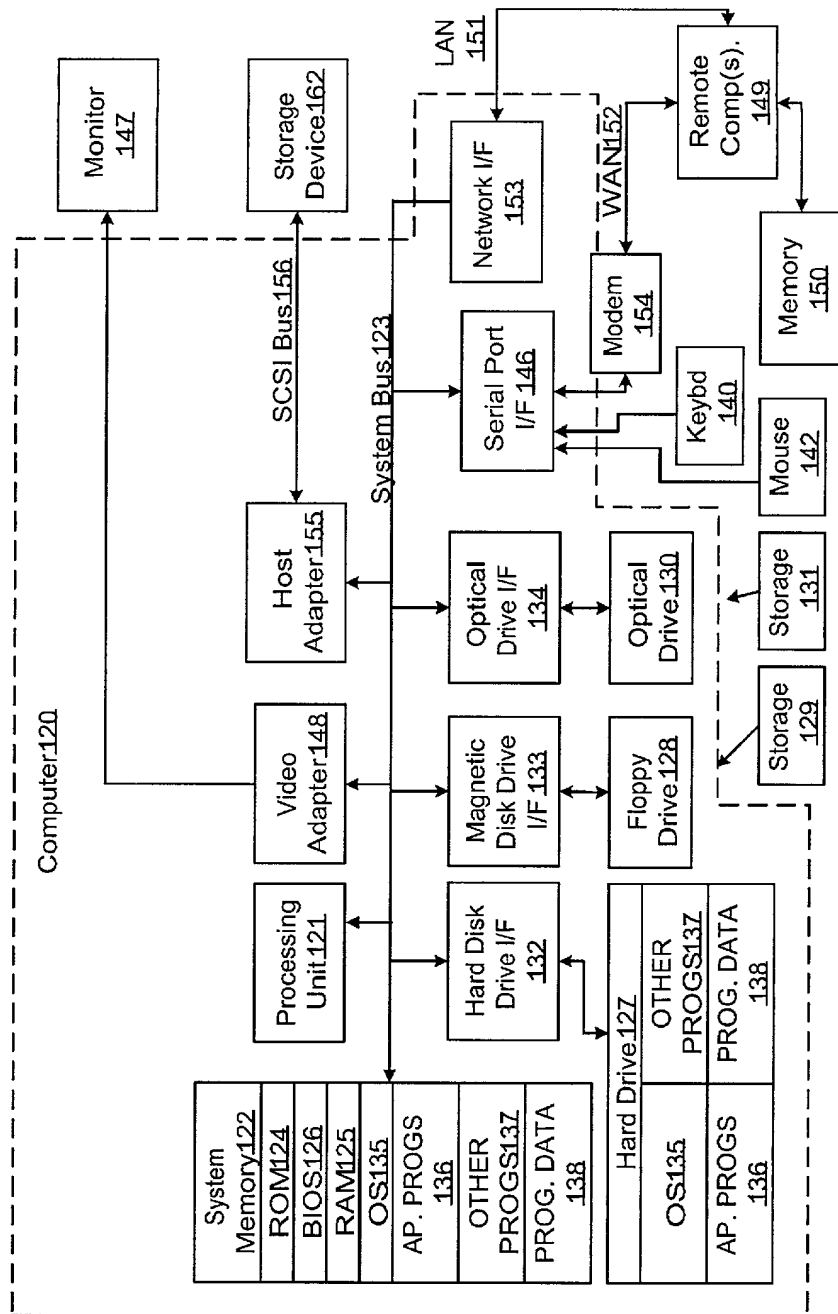 Computer120
Monitor
147
Storage
Device162
SCSI Bus156
System Bus 123
Processing
Unit121
Video
Adapter148
Host
Adapter155
System
Memory122
ROM124
BIOS126
RAM125
OS135
AP. PROGS
136
OTHER
PROGS137
PROG. DATA
138
Hard Disk
Drive I/F
132
Magnetic
Disk Drive
I/F 133
Optical
Drive I/F
134
Serial Port
I/F 146
Network I/F
153
LAN
151
Hard Drive127
OS135
OTHER
PROGS137
AP. PROGS
136
PROG. DATA
138
Floppy
Drive128
Optical
Drive130
Modem
154
WAN152
Remote
Comp(s).
149
Storage
129
Storage
131
Mouse
142
Keybd
140
Memory
150